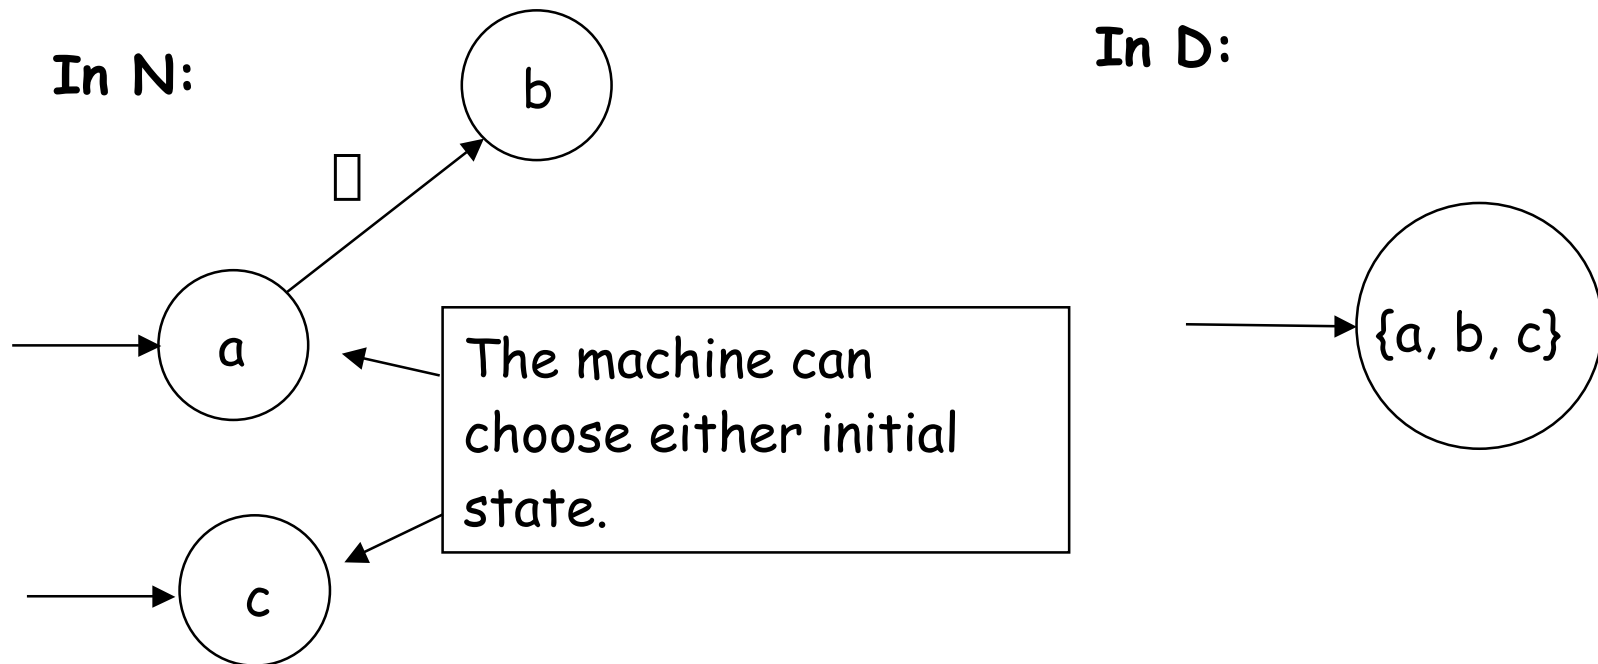 In N:
In D:
b
a
The machine can
choose either initial
state.
{a, b, c}
c